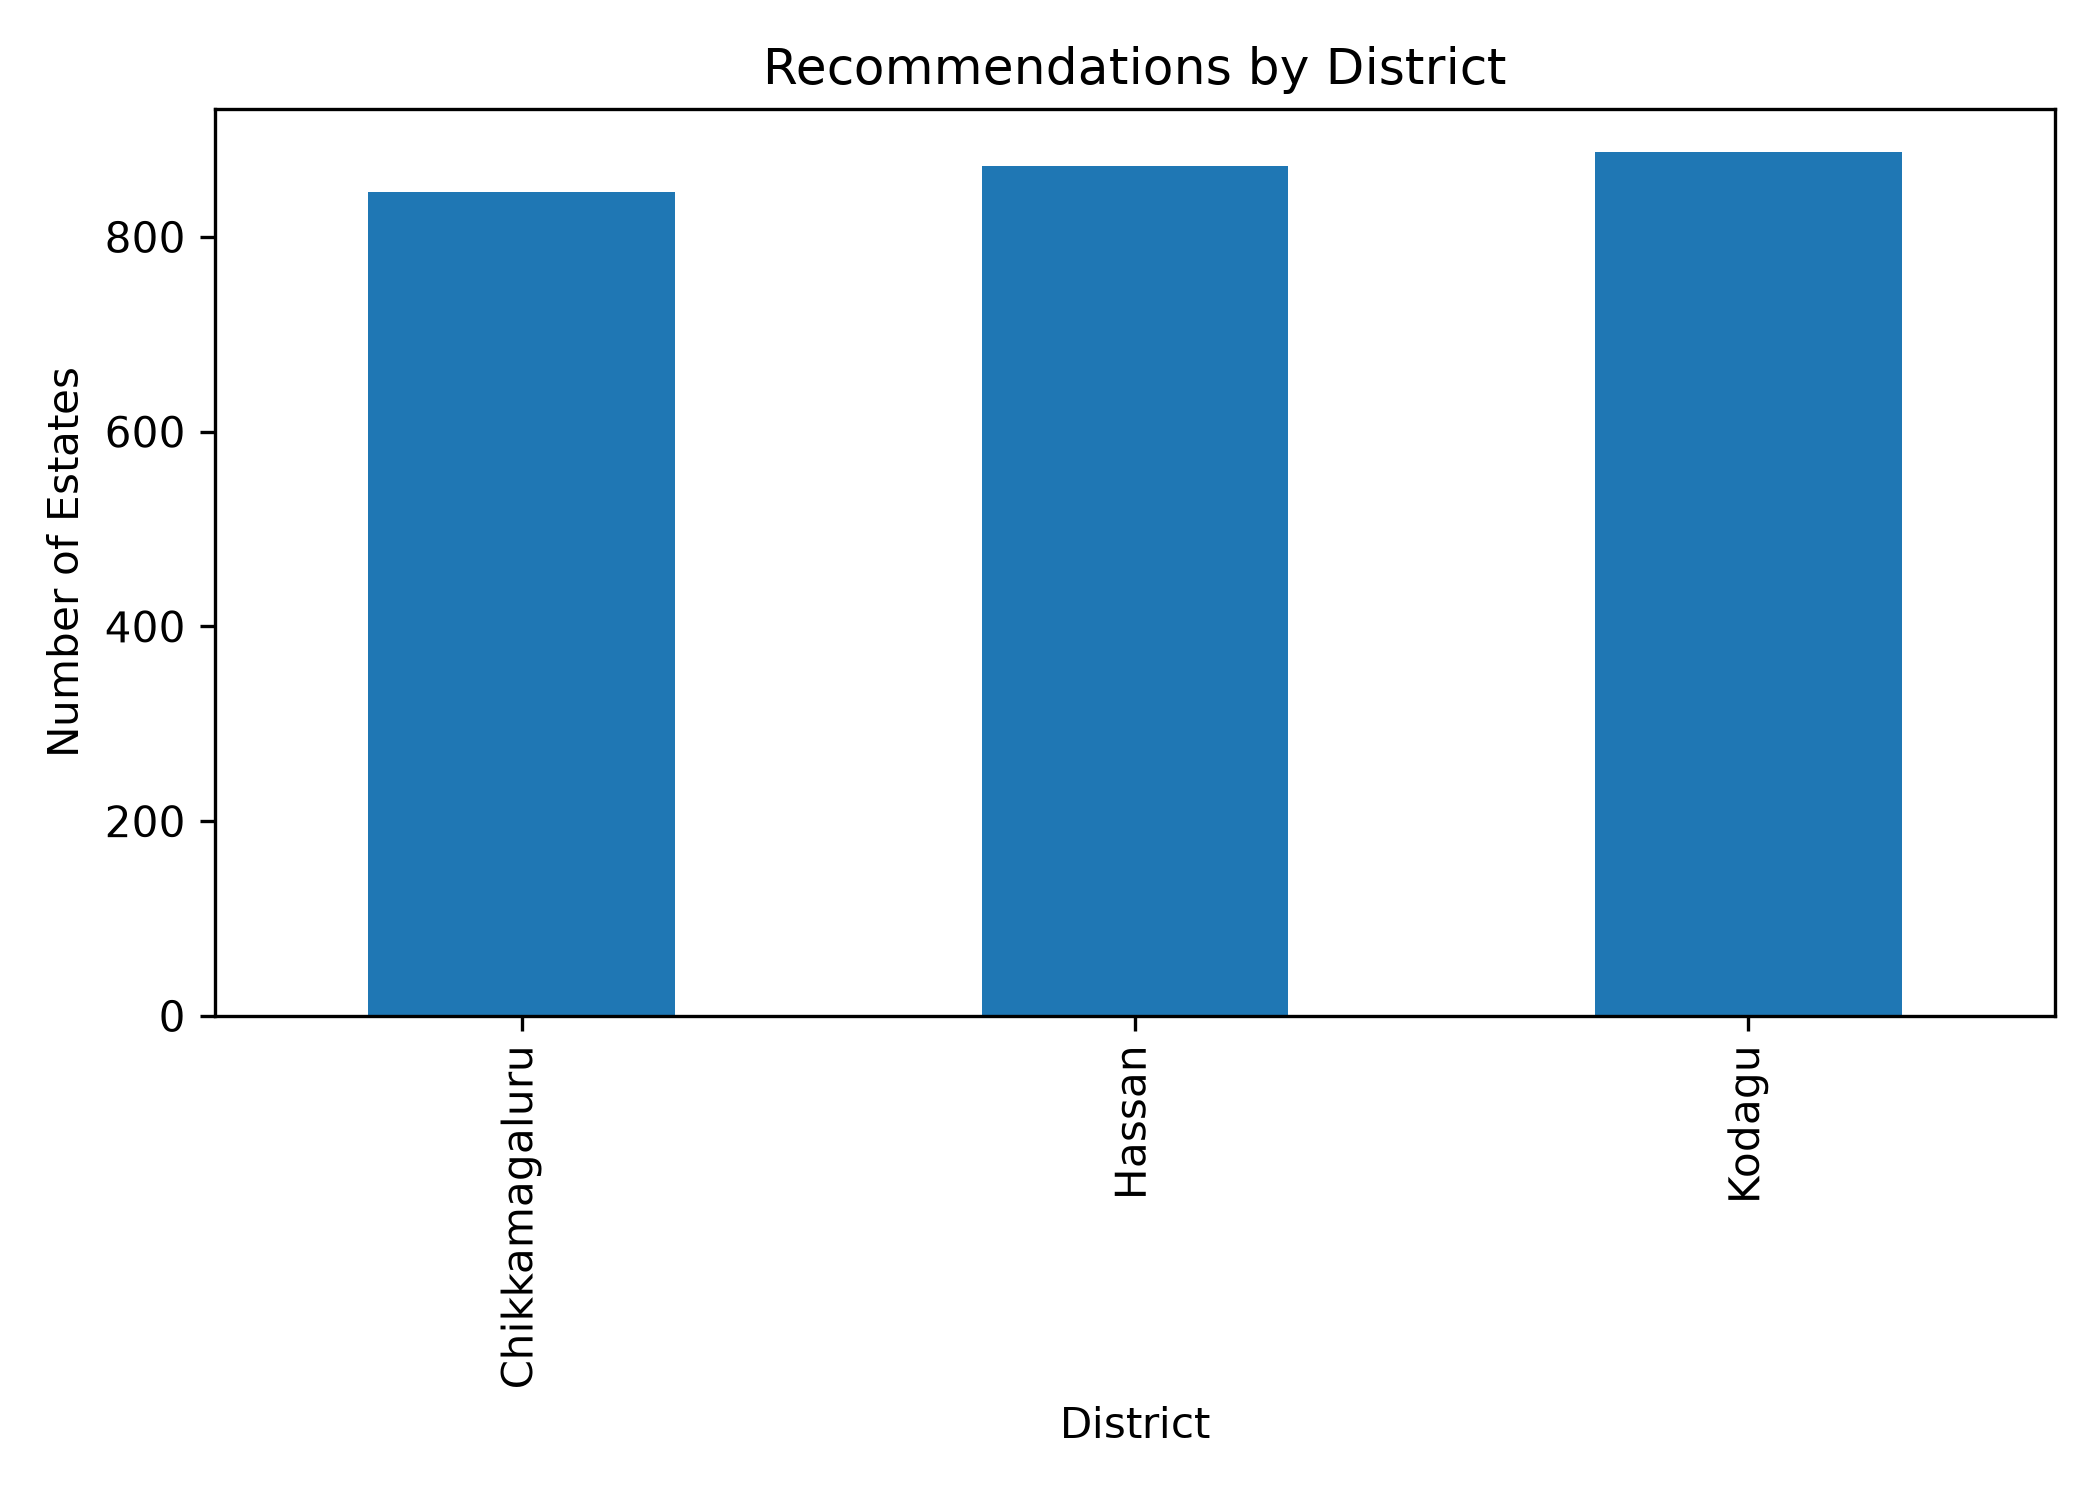 Recommendations by District
Number of Estates
800
600
400
200
0
Chikkamagaluru
Hassan
Kodagu
District